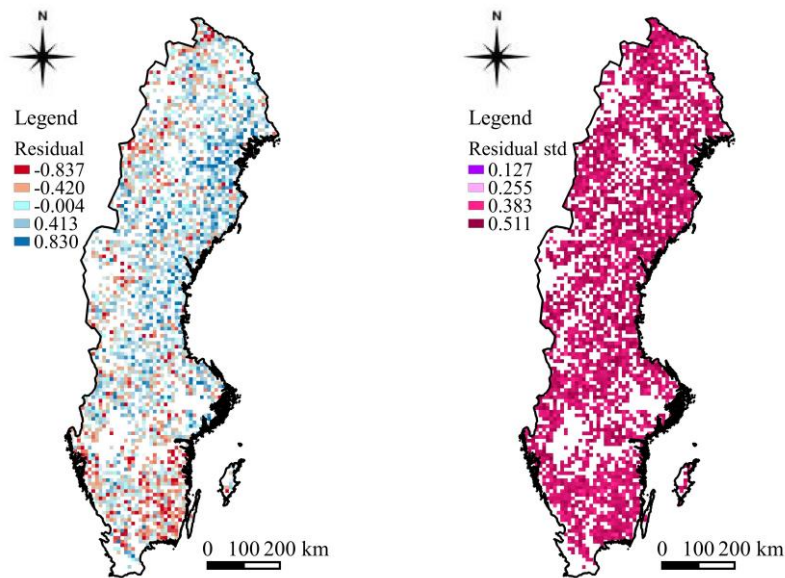 N
Legend
Residual
-0.837
-0.420
-0.004
0.413
0.830
0 100 200 km
N
Legend
Residual std
0.127
0.255
0.383
0.511
0 100 200 km